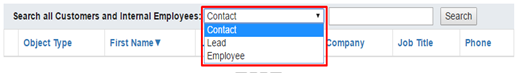 Search all Customers and Internal Employees: Contact Search
Contact
Lead
Employee
Object Type First Name▼ Company Job Title Phone